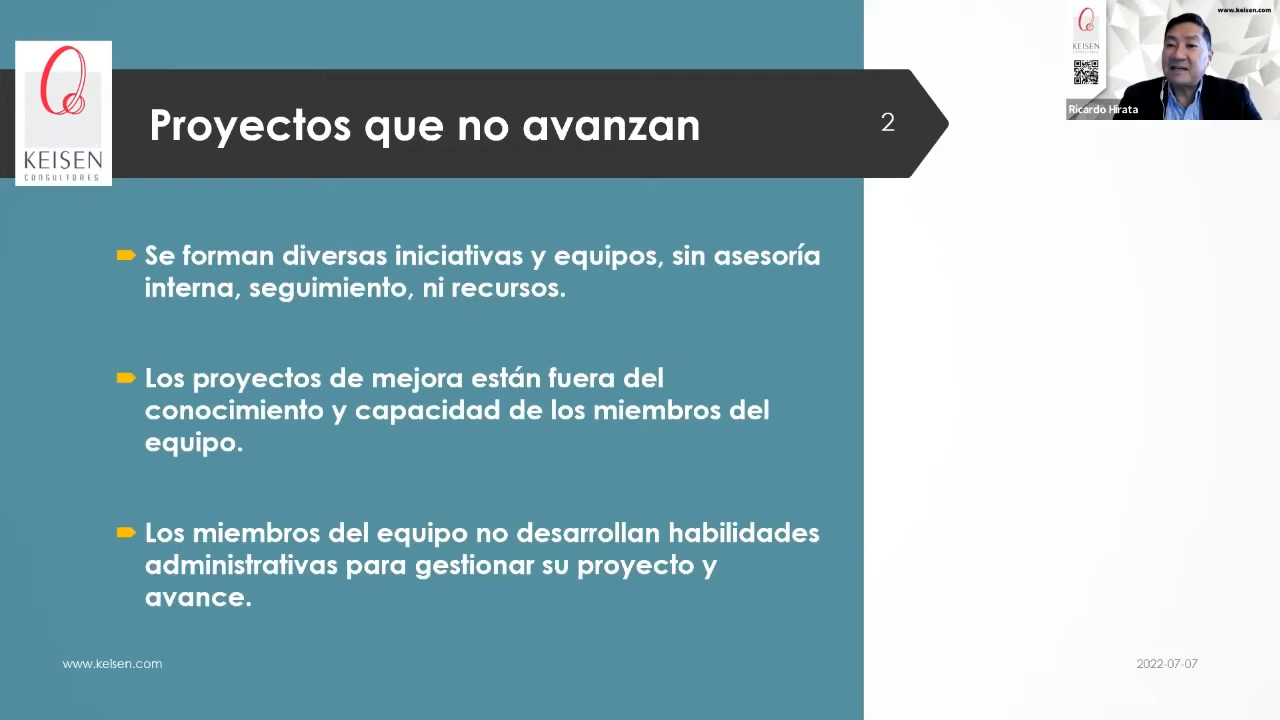 www.keisen.com
KEISEN
CONSULTORES
Ricardo Hirata
KEISEN
CONSULTORES
Proyectos que no avanzan
2
Se forman diversas iniciativas y equipos, sin asesoría
interna, seguimiento, ni recursos.
Los proyectos de mejora están fuera del
conocimiento y capacidad de los miembros del
equipo.
Los miembros del equipo no desarrollan habilidades
administrativas para gestionar su proyecto y
avance.
www.keisen.com
2022-07-07